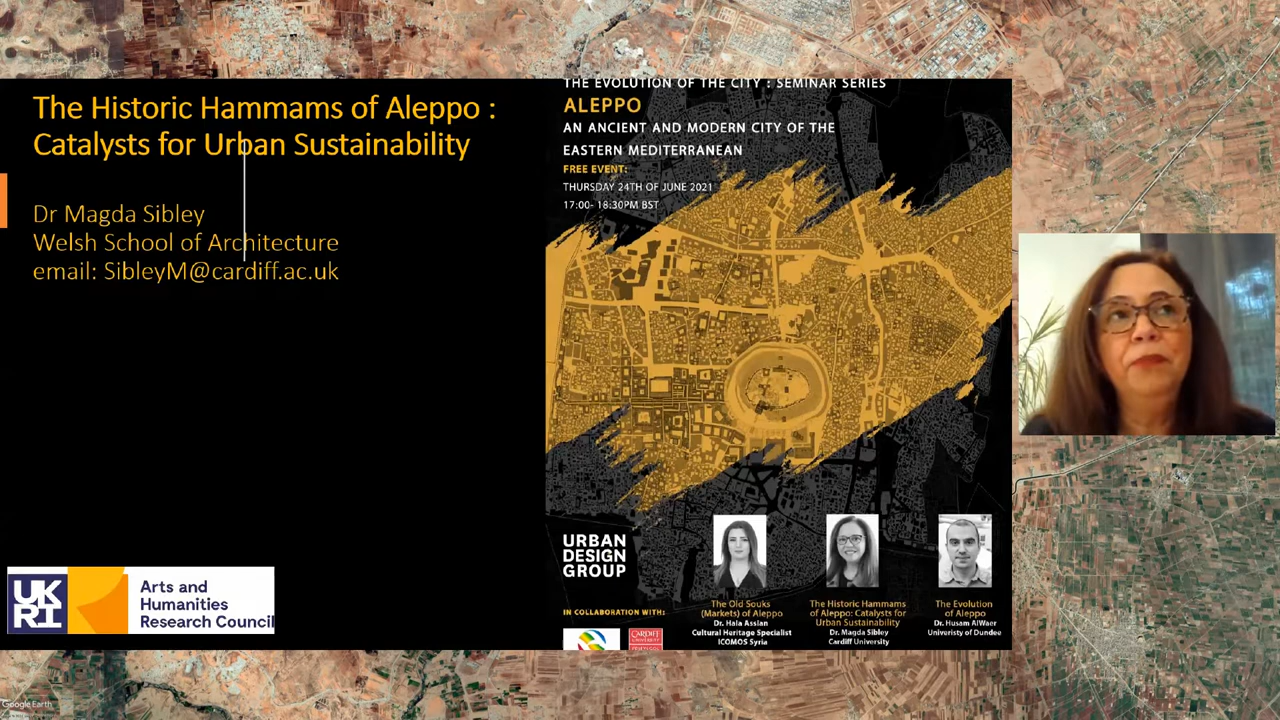 The Historic Hammams of Aleppo :
Catalysts for Urban Sustainability
Dr Magda Sibley
Welsh School of Architecture
email: SibleyM@cardiff.ac.uk
UK
RI
Arts and
Humanities
Research Council
THE EVOLUTION OF THE CITY : SEMINAR SERIES
ALEPPO
AN ANCIENT AND MODERN CITY OF THE
EASTERN MEDITERRANEAN
FREE EVENT:
THURSDAY 24TH OF JUNE 2021
17:00- 18:30PM BST
URBAN
DESIGN
GROUP
IN COLLABORATION WITH:
CARDIFF
UNIVERSITY
The Old Souks
(Markets) of Aleppo
Dr. Hala Asslan
Cultural Heritage Specialist
ICOMOS Syria
The Historic Hammams
of Aleppo: Catalysts for
Urban Sustainability
Dr. Magda Sibley
Cardiff University
The Evolution
of Aleppo
Dr. Husam AlWaer
Univeristy of Dundee
Google Earth